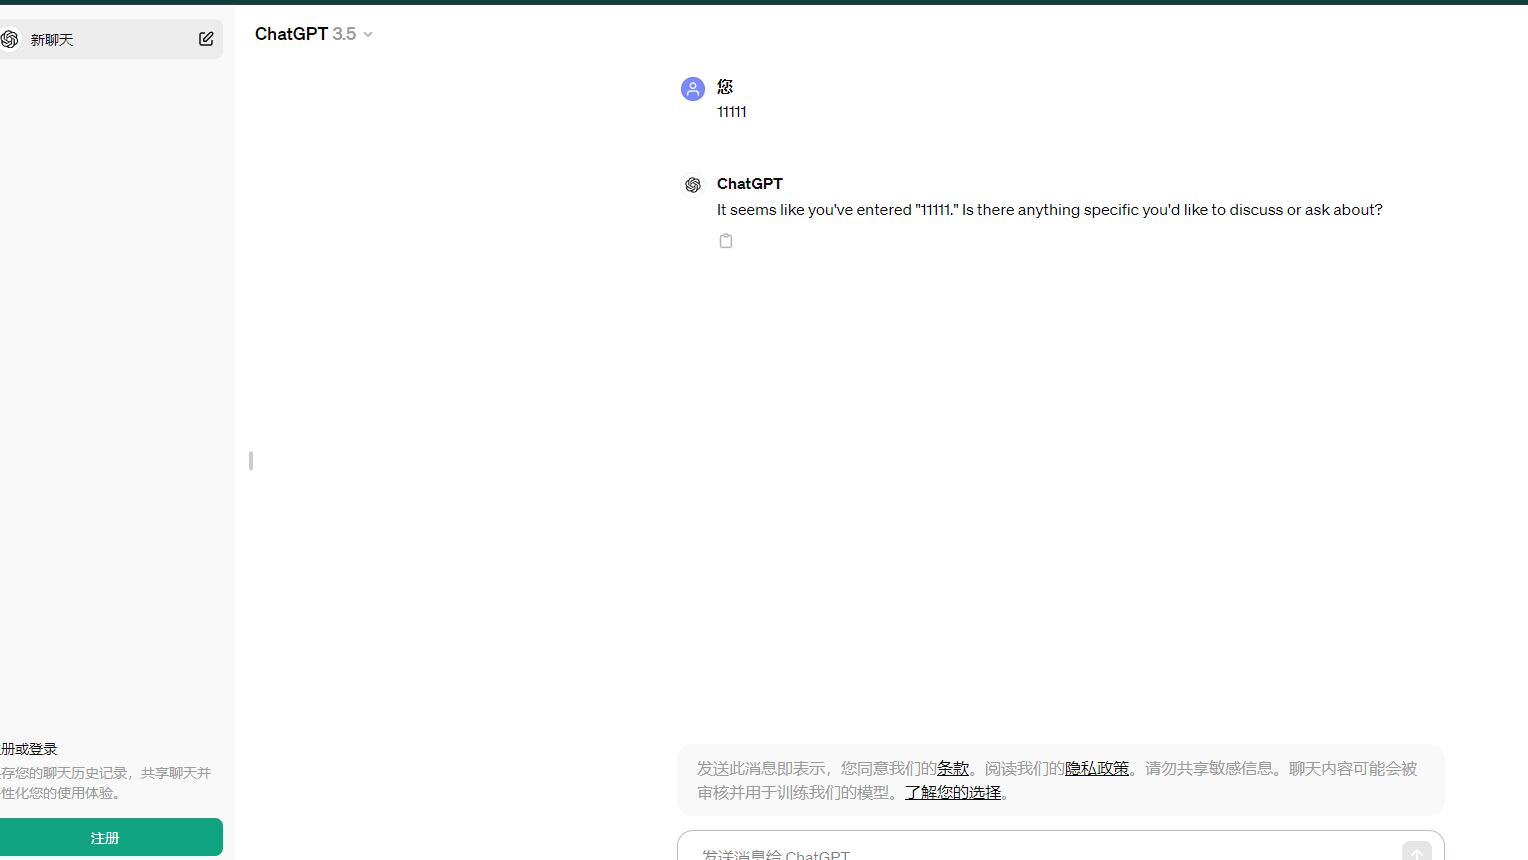 新聊天
ChatGPT 3.5
您
11111
ChatGPT
It seems like you've entered "11111." Is there anything specific you'd like to discuss or ask about?
册或登录
存您的聊天历史记录，共享聊天并
性化您的使用体验。
注册
发送此消息即表示，您同意我们的条款。阅读我们的隐私政策。请勿共享敏感信息。聊天内容可能会被
审核并用于训练我们的模型。了解您的选择。
发送消息给 ChatGPT